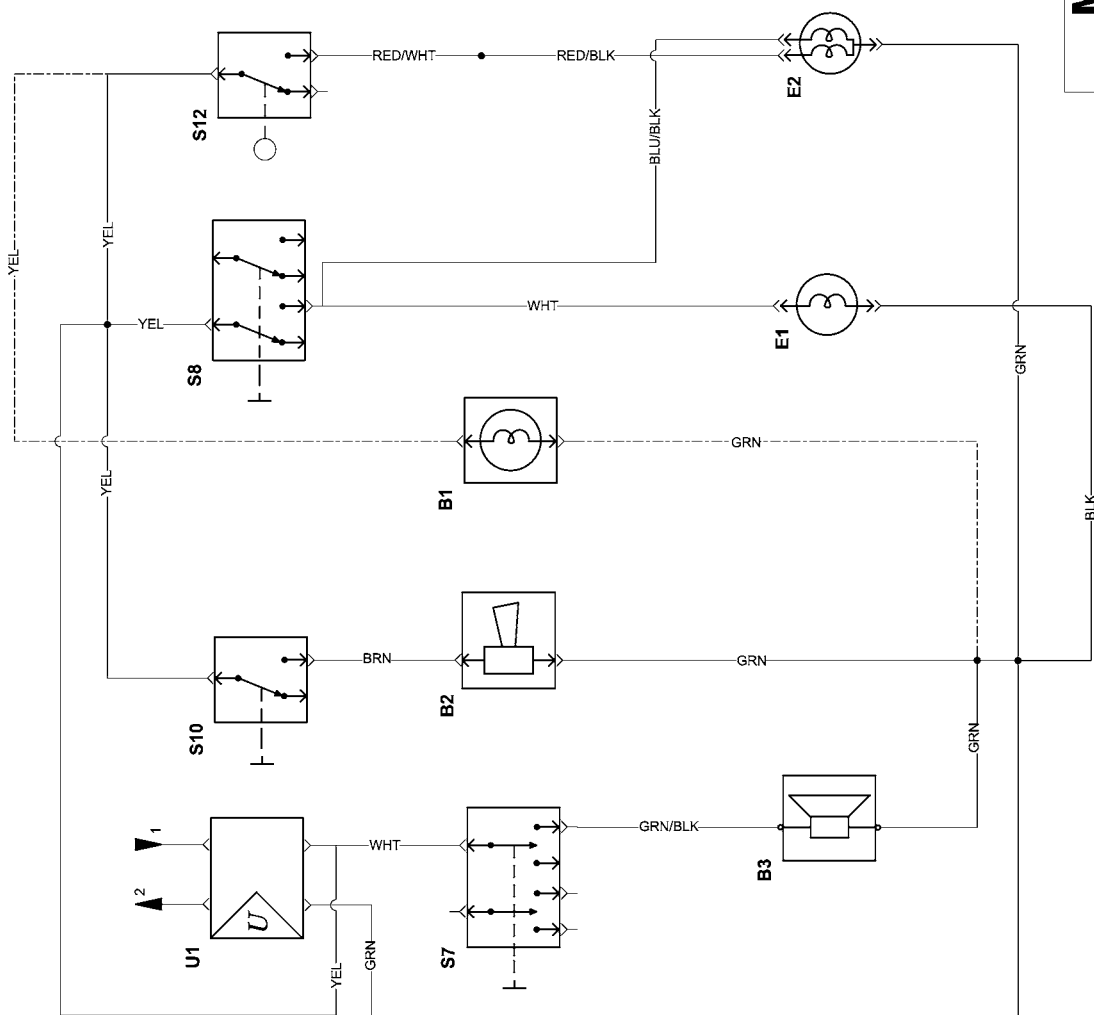 RED/WHT
RED/BLK
S12
E2
BLU/BLK
YEL
YEL
YEL
S8
WHT
E1
GRN
YEL
B1
GRN
BLK
S10
BRN
B2
GRN
GRN
1
2
U
U1
WHT
YEL
GRN
S7
GRN/BLK
B3